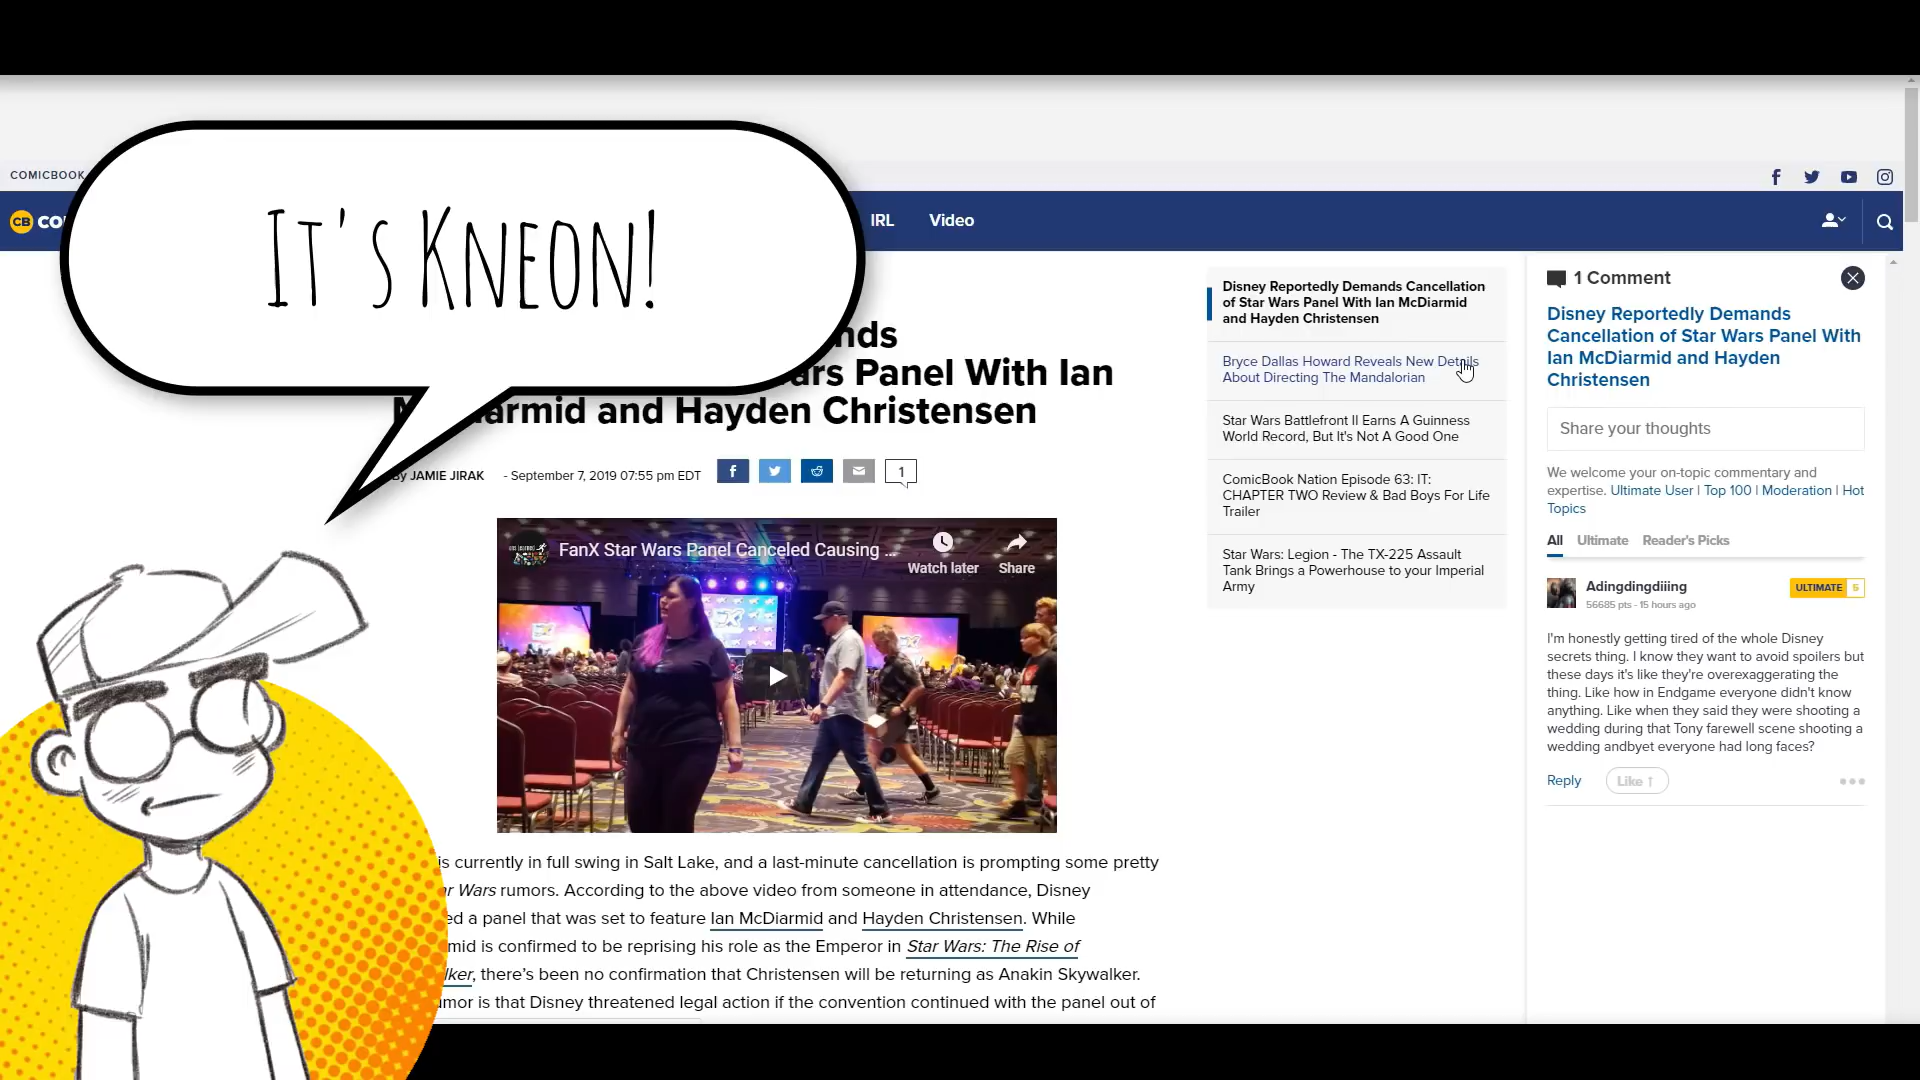 COMICBOOK
CB CO
It's Kneon!
IRL
Video
nds
ars Panel With Ian
McDiarmid and Hayden Christensen
By JAMIE JIRAK - September 7, 2019 07:55 pm EDT
1
FanX Star Wars Panel Canceled Causing ...
Watch later
Share
is currently in full swing in Salt Lake, and a last-minute cancellation is prompting some pretty
ar Wars rumors. According to the above video from someone in attendance, Disney
ed a panel that was set to feature Ian McDiarmid and Hayden Christensen. While
mid is confirmed to be reprising his role as the Emperor in Star Wars: The Rise of
lker, there's been no confirmation that Christensen will be returning as Anakin Skywalker.
umor is that Disney threatened legal action if the convention continued with the panel out of
Disney Reportedly Demands Cancellation
of Star Wars Panel With Ian McDiarmid
and Hayden Christensen
Bryce Dallas Howard Reveals New Details
About Directing The Mandalorian
Star Wars Battlefront II Earns A Guinness
World Record, But It's Not A Good One
ComicBook Nation Episode 63: IT:
CHAPTER TWO Review & Bad Boys For Life
Trailer
Star Wars: Legion - The TX-225 Assault
Tank Brings a Powerhouse to your Imperial
Army
1 Comment
Disney Reportedly Demands
Cancellation of Star Wars Panel With
Ian McDiarmid and Hayden
Christensen
Share your thoughts
We welcome your on-topic commentary and
expertise. Ultimate User | Top 100 | Moderation | Hot
Topics
All Ultimate Reader's Picks
Adingdingdiiing
ULTIMATE 5
56685 pts - 15 hours ago
I'm honestly getting tired of the whole Disney
secrets thing. I know they want to avoid spoilers but
these days it's like they're overexaggerating the
thing. Like how in Endgame everyone didn't know
anything. Like when they said they were shooting a
wedding during that Tony farewell scene shooting a
wedding andbyet everyone had long faces?
Reply
Like ↑